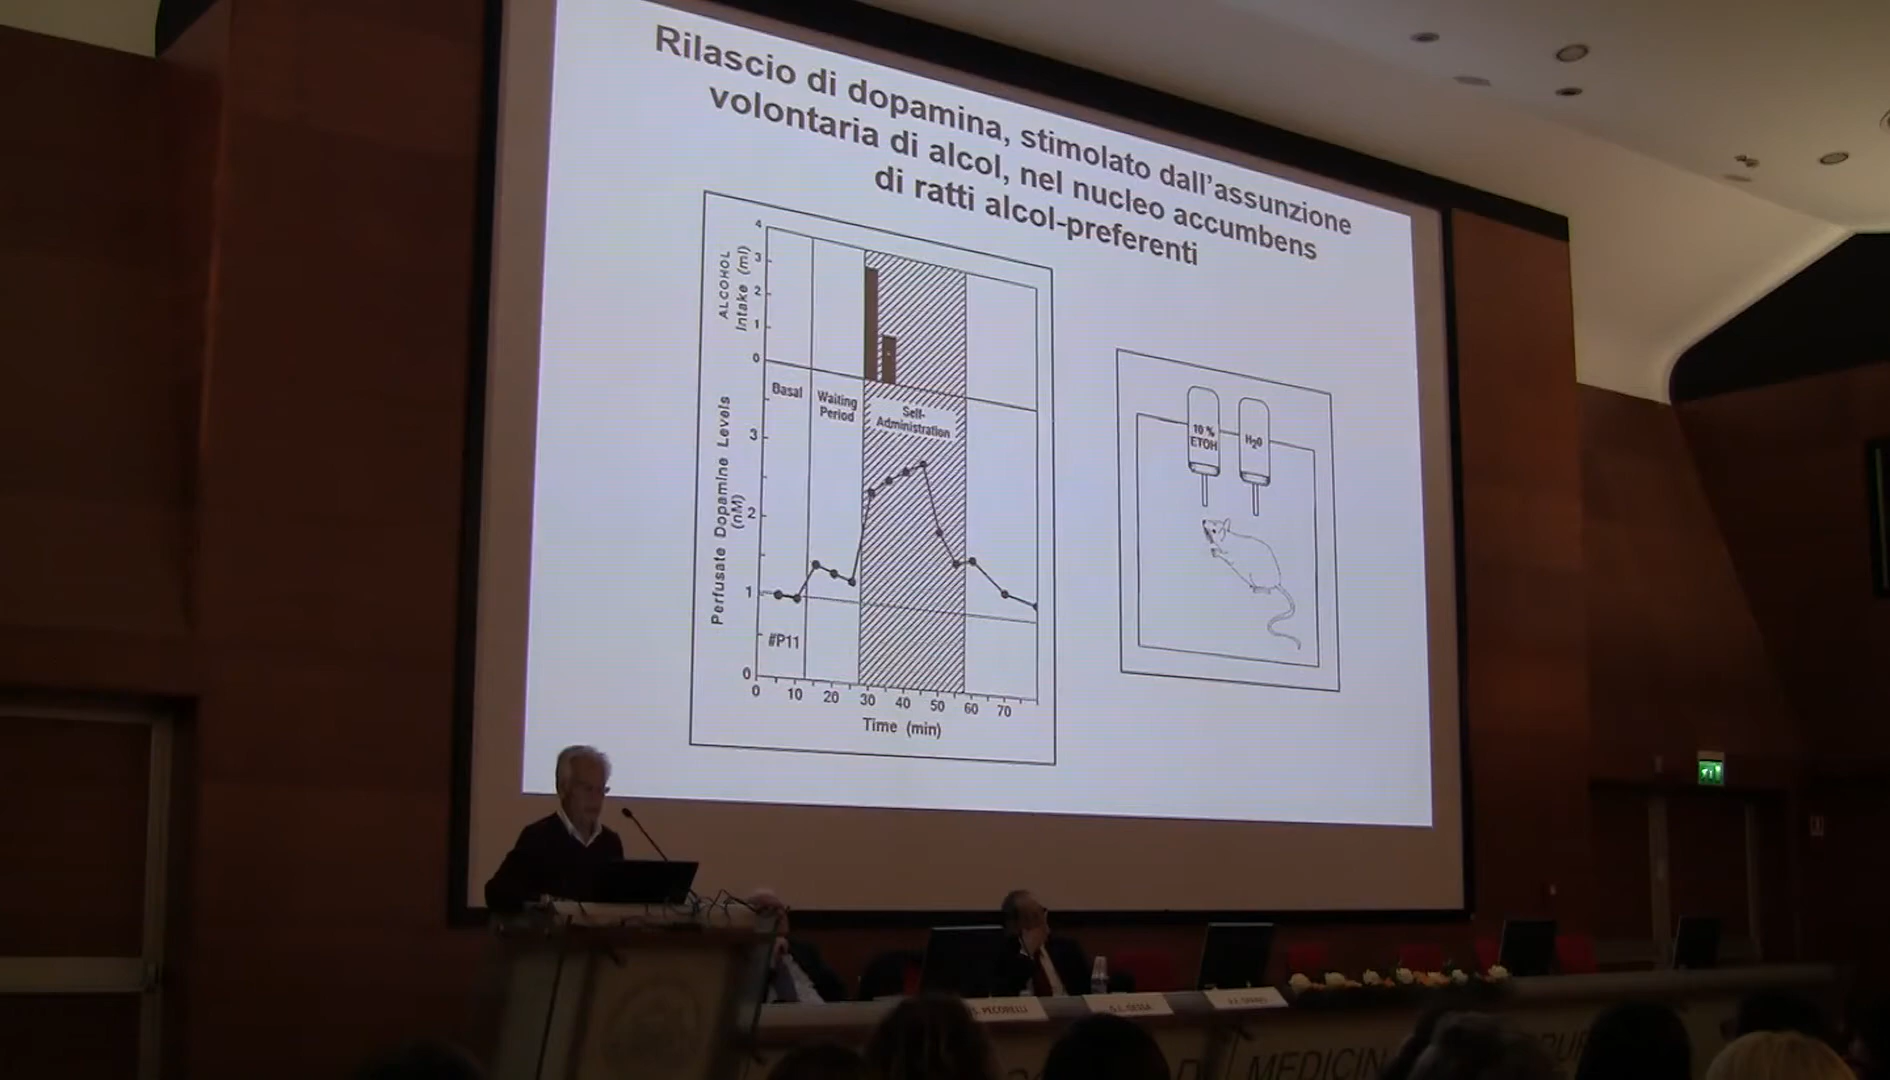 Rilascio di dopamina, stimolato dall'assunzione
volontaria di alcol, nel nucleo accumbens
di ratti alcol-preferenti
ALCOHOL
Intake (ml)
4
3
2
1
0
Basal
Waiting
Period
Self-
Administration
Perfusate Dopamine Levels
(nM)
3
2
1
0
#P11
0 10 20 30 40 50 60 70
Time (min)
10 %
ETOH
H2O
S. PECORELLI
G.L. GESSA
MEDICIN